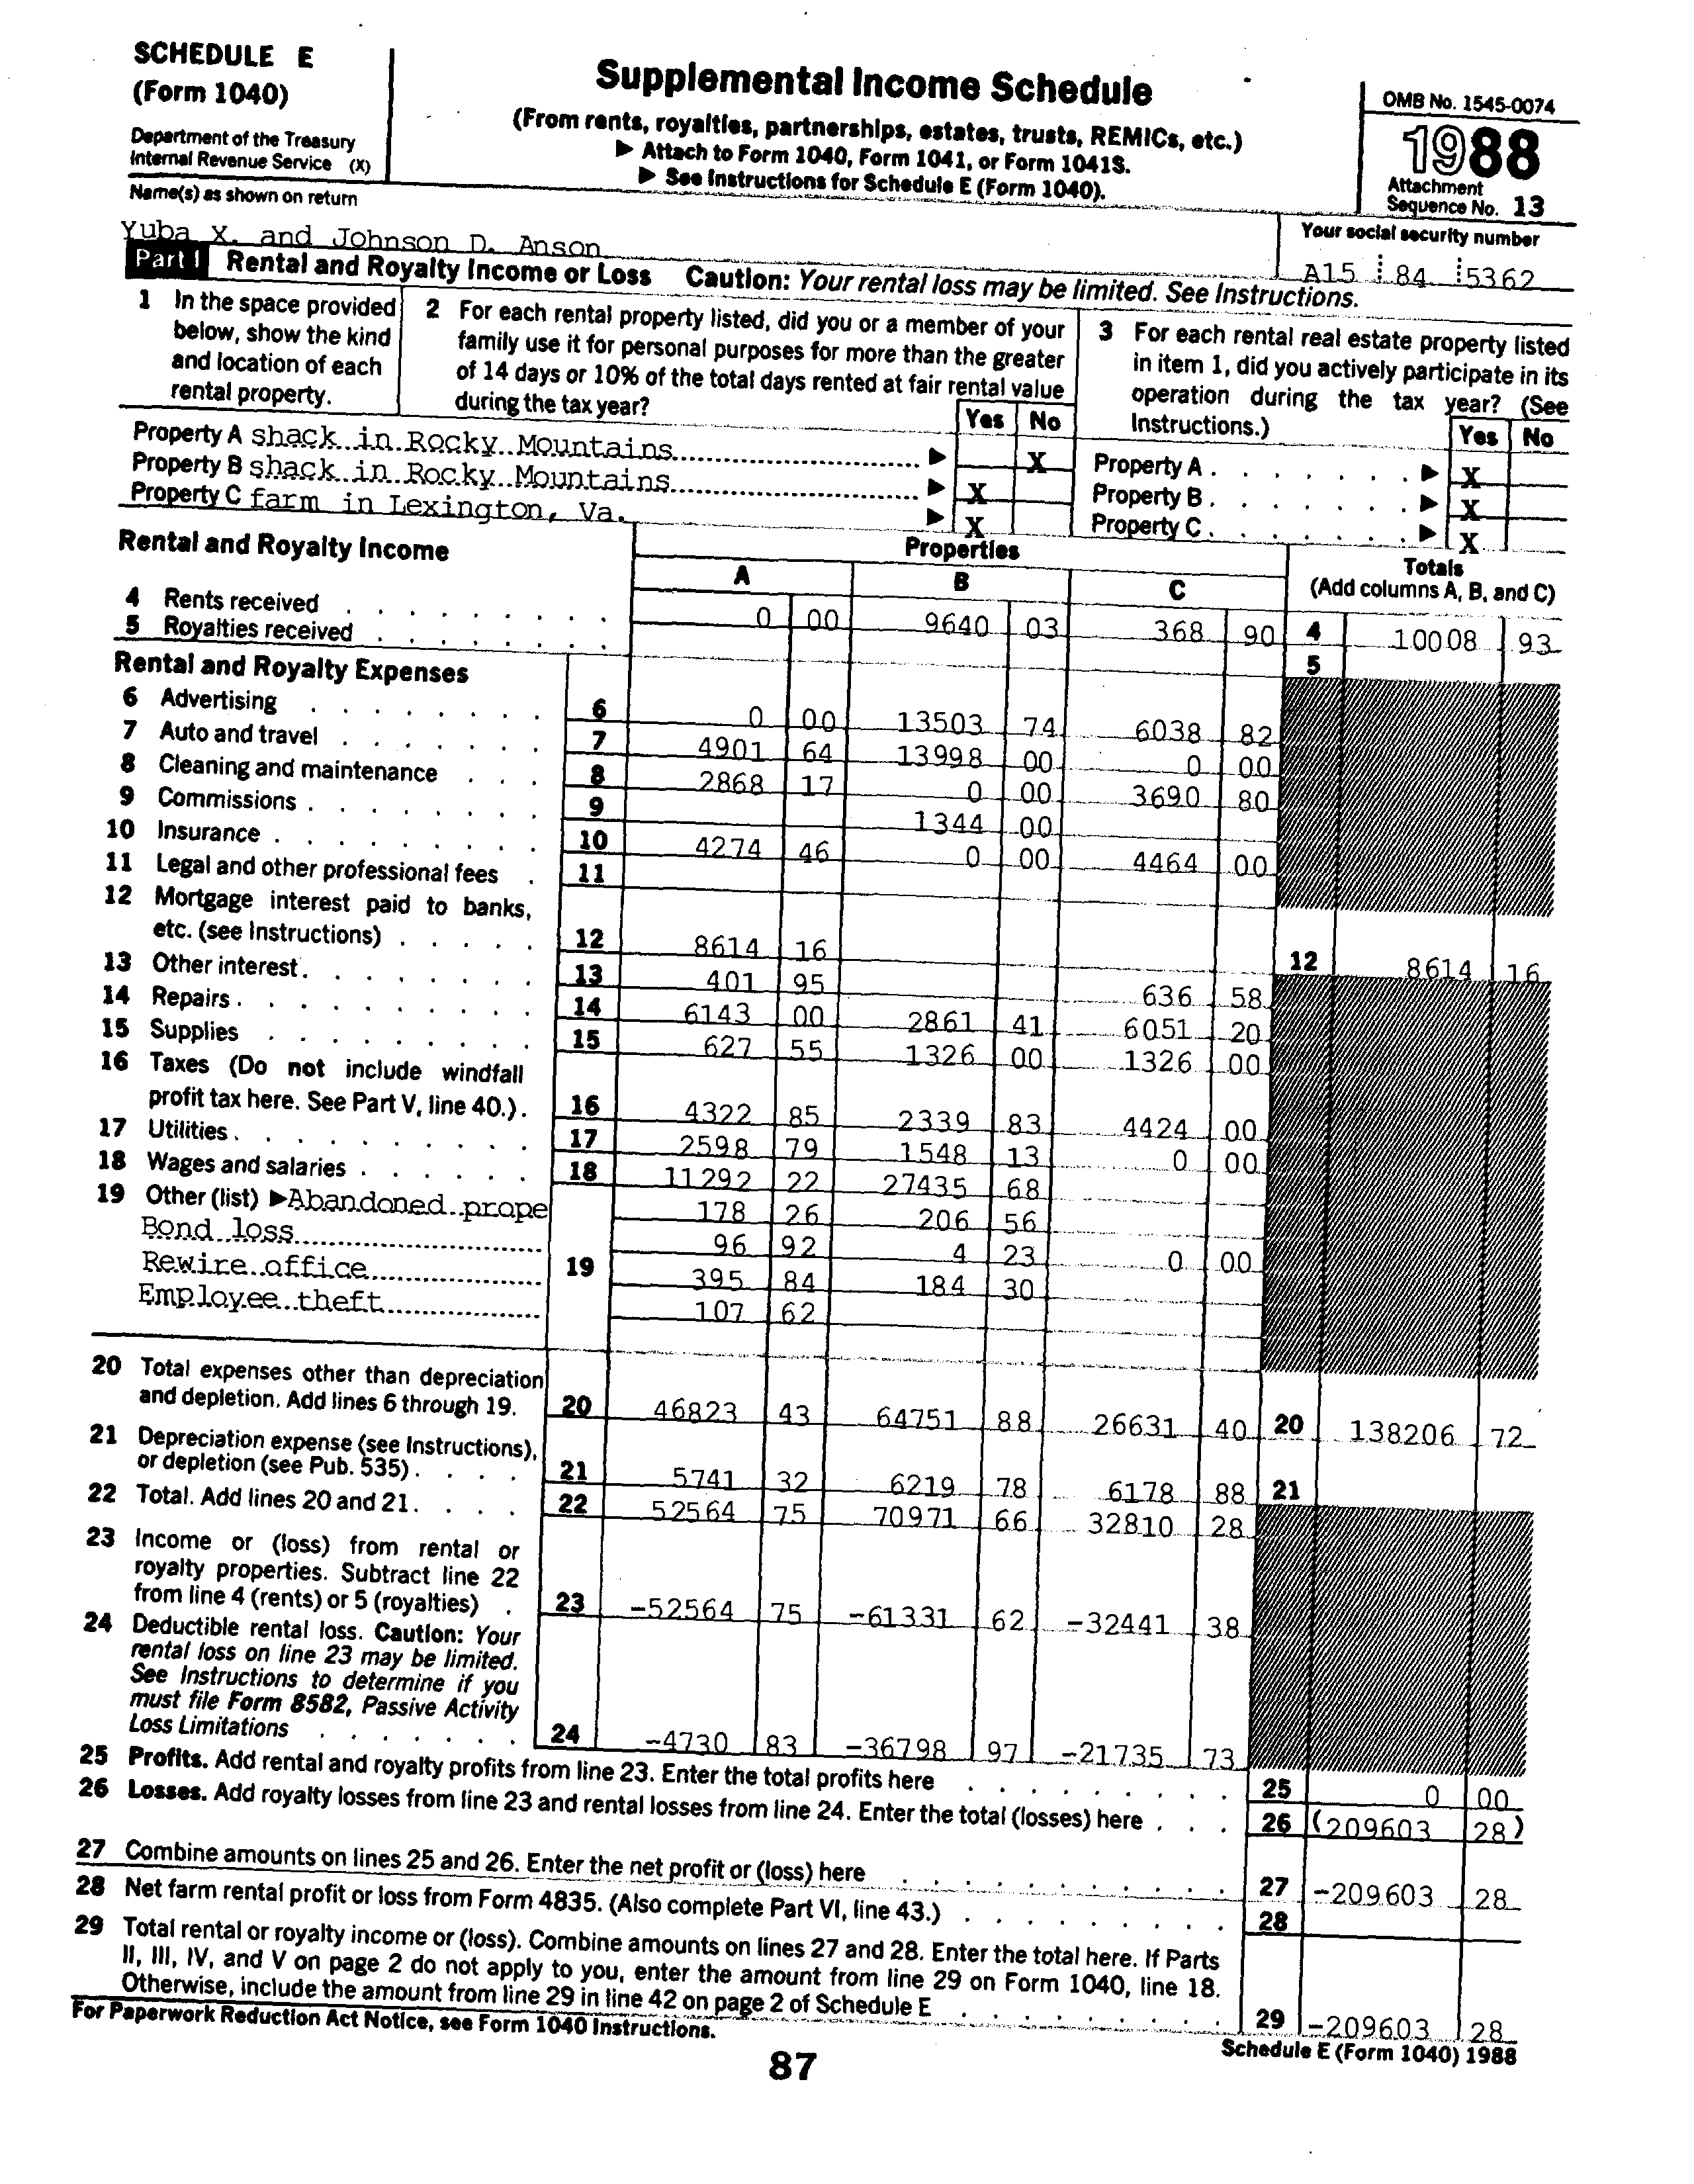 SCHEDULE E
(Form 1040)
Department of the Treasury
Internal Revenue Service (X)
Supplemental Income Schedule
(From rents, royalties, partnerships, estates, trusts, REMICs, etc.)
▶ Attach to Form 1040, Form 1041, or Form 1041S.
▶ See Instructions for Schedule E (Form 1040).
OMB No. 1545-0074
1988
Attachment
Sequence No. 13
Name(s) as shown on return
Yuba X. and Johnson D. Anson
Your social security number
A15 84 5362
Part I Rental and Royalty Income or Loss Caution: Your rental loss may be limited. See Instructions.
1 In the space provided
below, show the kind
and location of each
rental property.
2 For each rental property listed, did you or a member of your
family use it for personal purposes for more than the greater
of 14 days or 10% of the total days rented at fair rental value
during the tax year?
Yes No
3 For each rental real estate property listed
in item 1, did you actively participate in its
operation during the tax year? (See
Instructions.)
Yes No
Property A shack in Rocky Mountains ▶ X
Property B shack in Rocky Mountains ▶ X
Property C farm in Lexington, Va. ▶ X
Property A . . . . . . . ▶ X
Property B . . . . . . . ▶ X
Property C . . . . . . . ▶ X
Rental and Royalty Income
Properties
A B C
Totals
(Add columns A, B, and C)
4 Rents received 0 00 9640 03 368 90 4 10008 93
5 Royalties received 5
Rental and Royalty Expenses
6 Advertising 6 0 00 13503 74 6038 82
7 Auto and travel 7 4901 64 13998 00 0 00
8 Cleaning and maintenance 8 2868 17 0 00 3690 80
9 Commissions 9 1344 00
10 Insurance 10 4274 46 0 00 4464 00
11 Legal and other professional fees 11
12 Mortgage interest paid to banks,
etc. (see Instructions) 12 8614 16 12 8614 16
13 Other interest 13 401 95 636 58
14 Repairs 14 6143 00 2861 41 6051 20
15 Supplies 15 627 55 1326 00 1326 00
16 Taxes (Do not include windfall
profit tax here. See Part V, line 40.) 16 4322 85 2339 83 4424 00
17 Utilities 17 2598 79 1548 13 0 00
18 Wages and salaries 18 11292 22 27435 68
19 Other (list) ▶ Abandoned prope 178 26 206 56
Bond loss 96 92 4 23 0 00
Rewire office 19 395 84 184 30
Employee theft 107 62
20 Total expenses other than depreciation
and depletion. Add lines 6 through 19. 20 46823 43 64751 88 26631 40 20 138206 72
21 Depreciation expense (see Instructions),
or depletion (see Pub. 535) 21 5741 32 6219 78 6178 88 21
22 Total. Add lines 20 and 21 22 52564 75 70971 66 32810 28
23 Income or (loss) from rental or
royalty properties. Subtract line 22
from line 4 (rents) or 5 (royalties) 23 -52564 75 -61331 62 -32441 38
24 Deductible rental loss. Caution: Your
rental loss on line 23 may be limited.
See Instructions to determine if you
must file Form 8582, Passive Activity
Loss Limitations 24 -4730 83 -36798 97 -21735 73
25 Profits. Add rental and royalty profits from line 23. Enter the total profits here 25 0 00
26 Losses. Add royalty losses from line 23 and rental losses from line 24. Enter the total (losses) here 26 (209603 28)
27 Combine amounts on lines 25 and 26. Enter the net profit or (loss) here 27 -209603 28
28 Net farm rental profit or loss from Form 4835. (Also complete Part VI, line 43.) 28
29 Total rental or royalty income or (loss). Combine amounts on lines 27 and 28. Enter the total here. If Parts
II, III, IV, and V on page 2 do not apply to you, enter the amount from line 29 on Form 1040, line 18.
Otherwise, include the amount from line 29 in line 42 on page 2 of Schedule E 29 -209603 28
For Paperwork Reduction Act Notice, see Form 1040 Instructions.
Schedule E (Form 1040) 1988
87